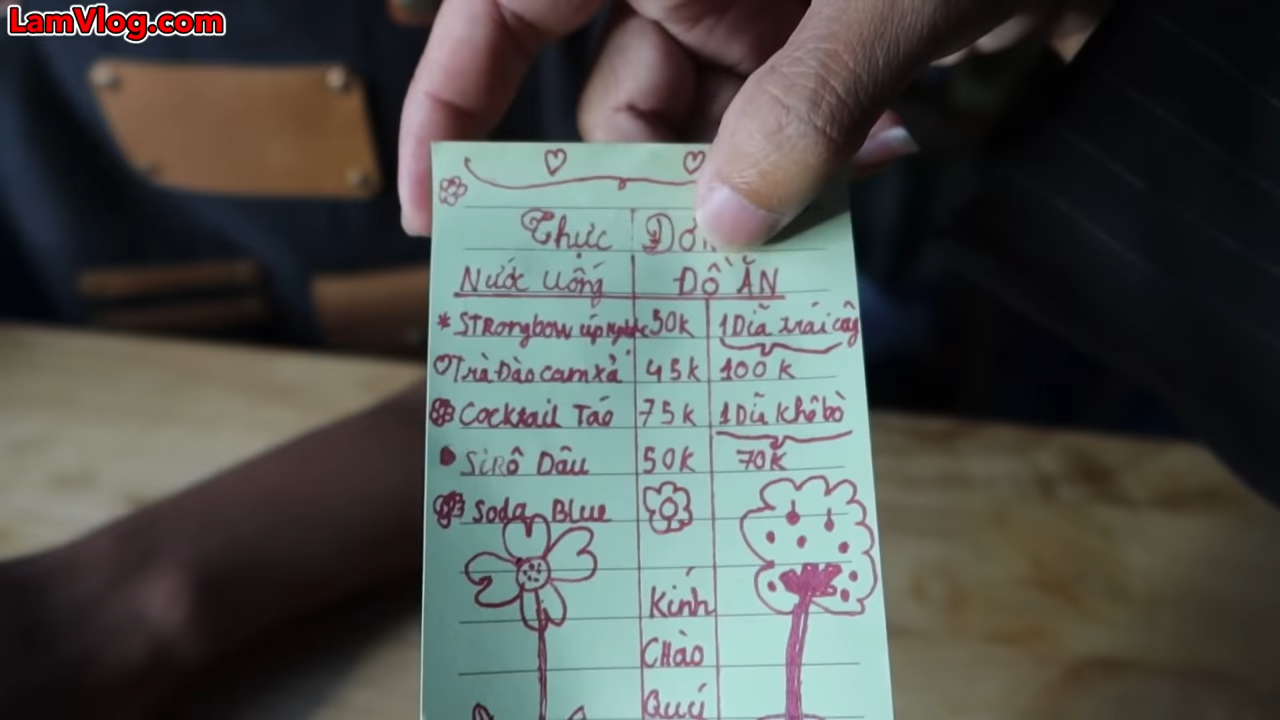 LamVlog.com
Thực Đơn
Nước Uống ĐỒ ĂN
* STRongbow 50k 1 Dĩa trái cây
Trà Đào cam xả 45k 100k
Cocktail Táo 75k 1 Dĩa Khô bò
SiRô Dâu 50k 70k
Soda Blue
Kính
CHào
Quý